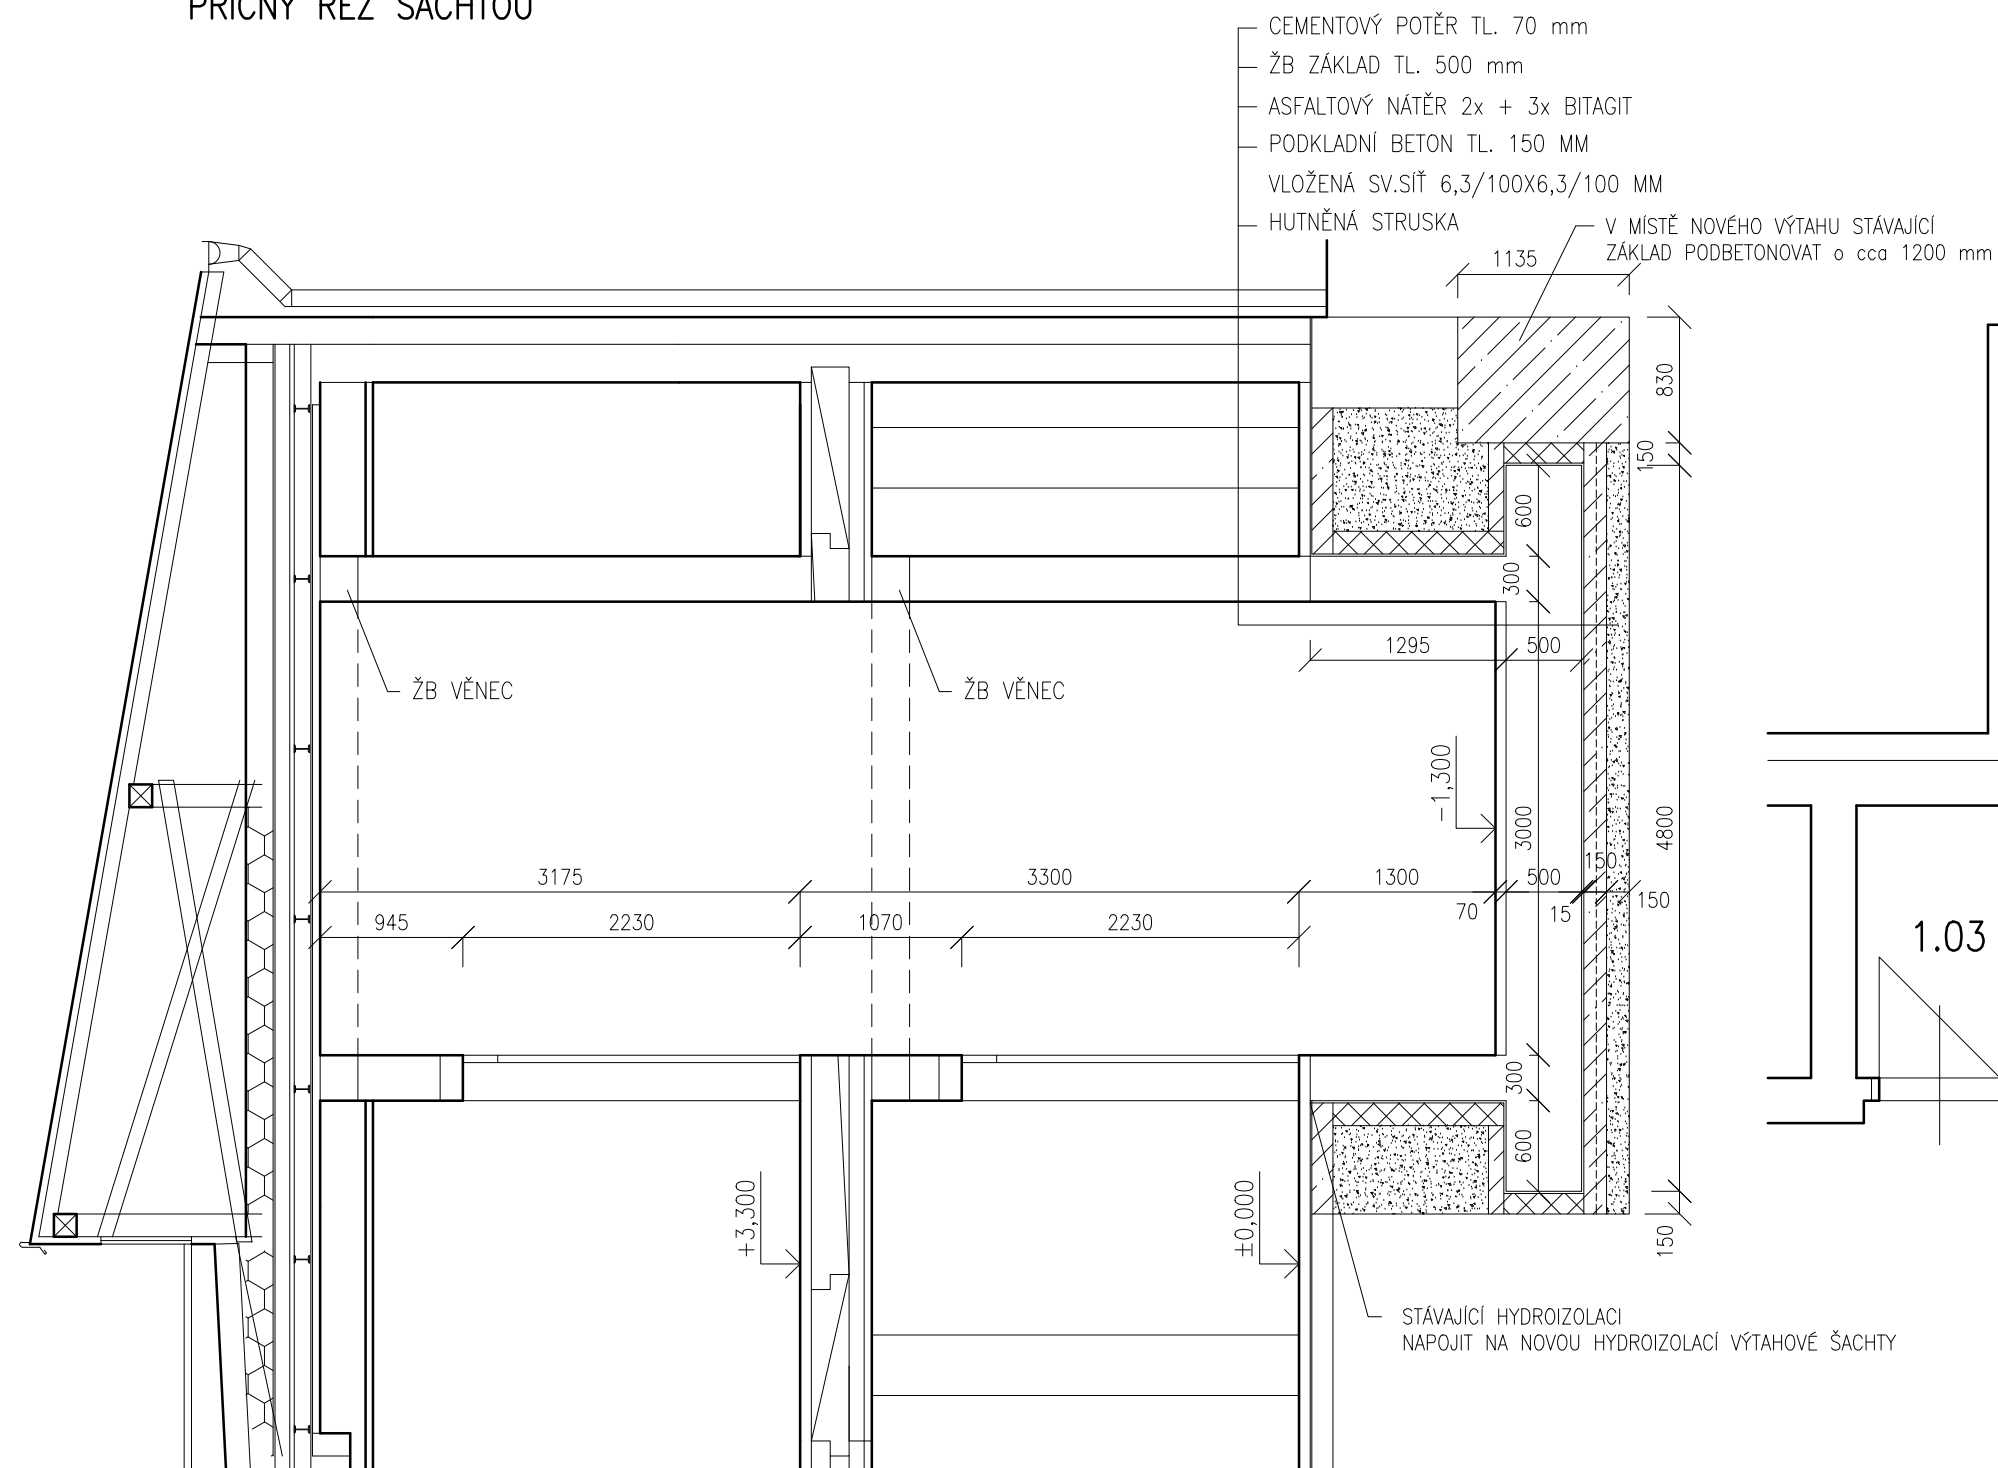 PŘÍČNÝ ŘEZ ŠACHTOU
CEMENTOVÝ POTĚR TL. 70 mm
ŽB ZÁKLAD TL. 500 mm
ASFALTOVÝ NÁTĚR 2x + 3x BITAGIT
PODKLADNÍ BETON TL. 150 MM
VLOŽENÁ SV.SÍŤ 6,3/100X6,3/100 MM
HUTNĚNÁ STRUSKA
V MÍSTĚ NOVÉHO VÝTAHU STÁVAJÍCÍ
ZÁKLAD PODBETONOVAT o cca 1200 mm
1135
830
150
600
300
1295
500
ŽB VĚNEC
ŽB VĚNEC
-1,300
3000
4800
3175
3300
1300
500
150
70
15
150
945
2230
1070
2230
1.03
300
600
+3,300
±0,000
150
STÁVAJÍCÍ HYDROIZOLACI
NAPOJIT NA NOVOU HYDROIZOLACÍ VÝTAHOVÉ ŠACHTY